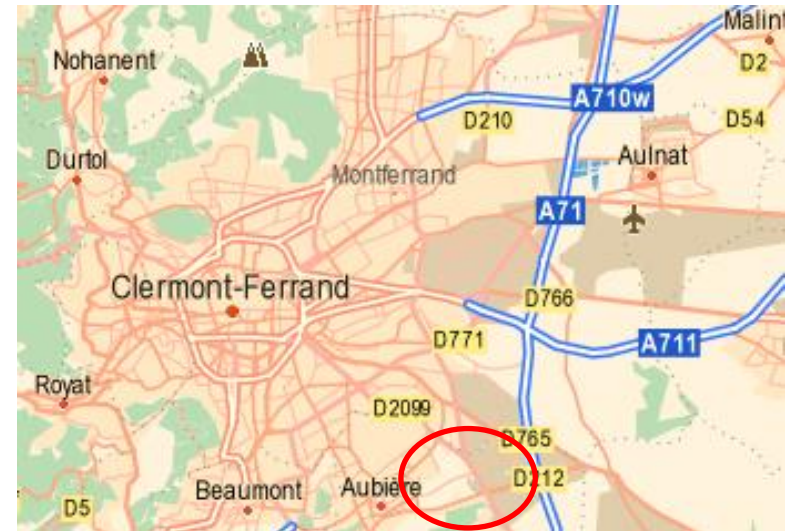 Malint
Nohanent
D2
A710w
D210
D54
Durtol
Aulnat
Montferrand
A71
Clermont-Ferrand
D766
D771
A711
Royat
D2099
D765
D212
Beaumont
Aubière
D5